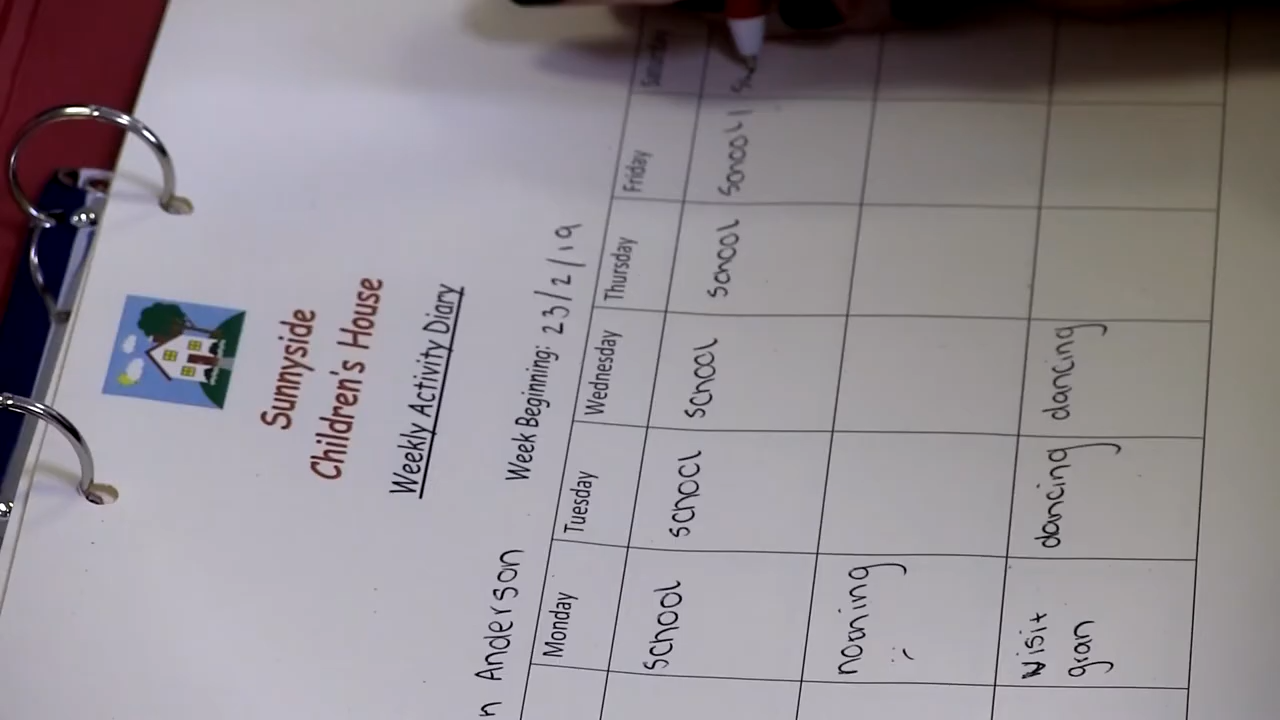 Sunnyside
Children's House
Weekly Activity Diary
n Anderson Week Beginning: 23/2/19
Monday Tuesday Wednesday Thursday Friday Saturday
School School School School School
dancing dancing
visit
gran